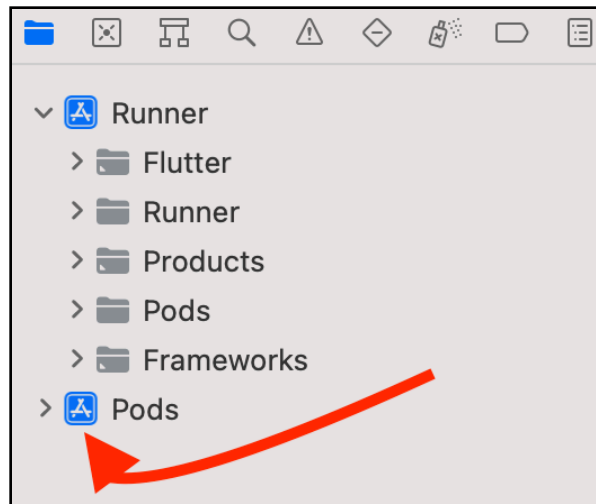 Runner
Flutter
Runner
Products
Pods
Frameworks
Pods